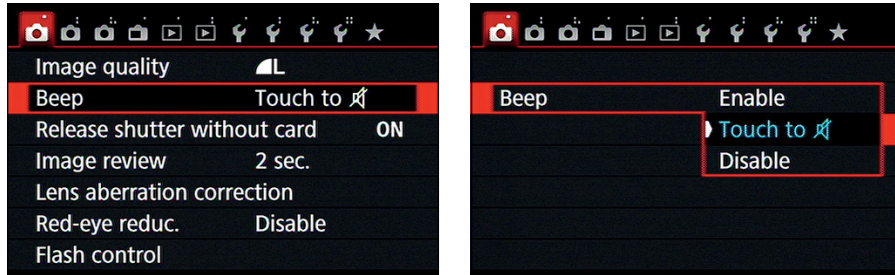 Image quality L
Beep Touch to
Release shutter without card ON
Image review 2 sec.
Lens aberration correction
Red-eye reduc. Disable
Flash control
Beep Enable
Touch to
Disable